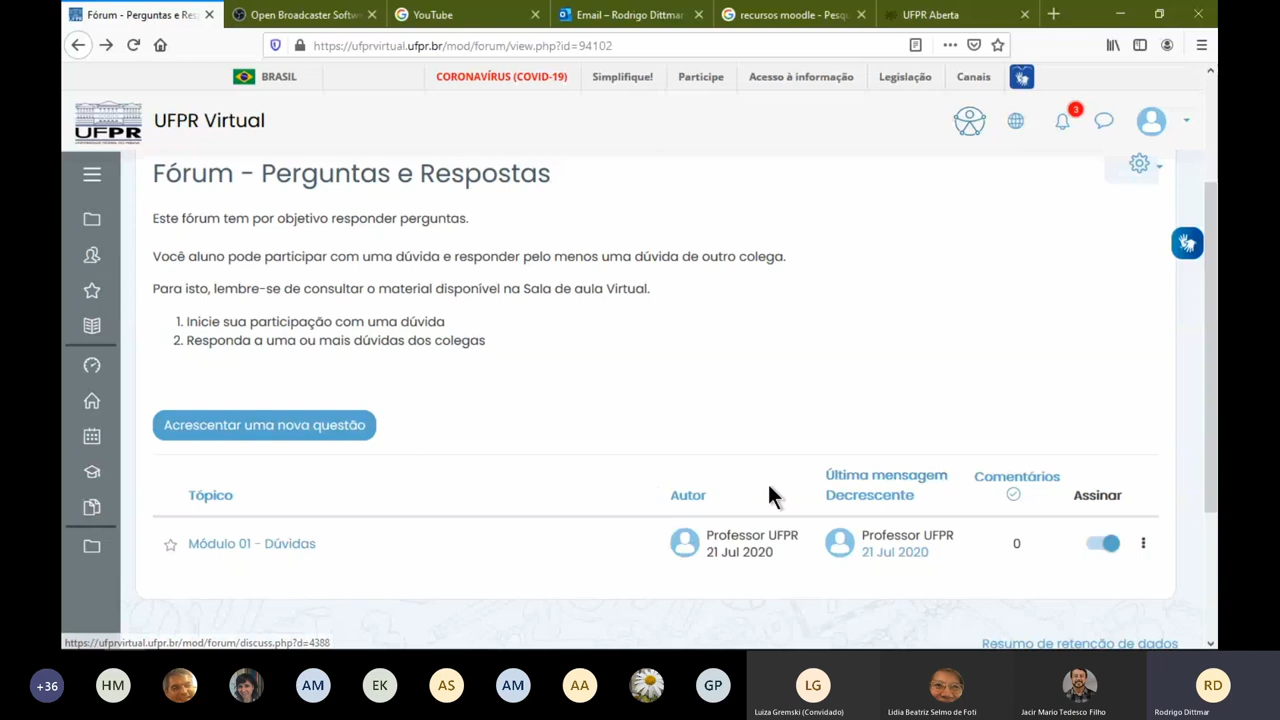 Fórum - Perguntas e Res
Open Broadcaster Softw
YouTube
Email – Rodrigo Dittmar
recursos moodle - Pesqu
UFPR Aberta
https://ufprvirtual.ufpr.br/mod/forum/view.php?id=94102
BRASIL
CORONAVÍRUS (COVID-19)
Simplifique!
Participe
Acesso à informação
Legislação
Canais
UFPR
UFPR Virtual
3
Fórum - Perguntas e Respostas
Este fórum tem por objetivo responder perguntas.
Você aluno pode participar com uma dúvida e responder pelo menos uma dúvida de outro colega.
Para isto, lembre-se de consultar o material disponível na Sala de aula Virtual.
1. Inicie sua participação com uma dúvida
2. Responda a uma ou mais dúvidas dos colegas
Acrescentar uma nova questão
Tópico
Autor
Última mensagem
Decrescente
Comentários
Assinar
Módulo 01 - Dúvidas
Professor UFPR
21 Jul 2020
Professor UFPR
21 Jul 2020
0
https://ufprvirtual.ufpr.br/mod/forum/discuss.php?d=4388
Resumo de retenção de dados
+36
HM
AM
EK
AS
AM
AA
GP
LG
RD
Luiza Gremski (Convidado)
Lidia Beatriz Selmo de Foti
Jacir Mario Tedesco Filho
Rodrigo Dittmar